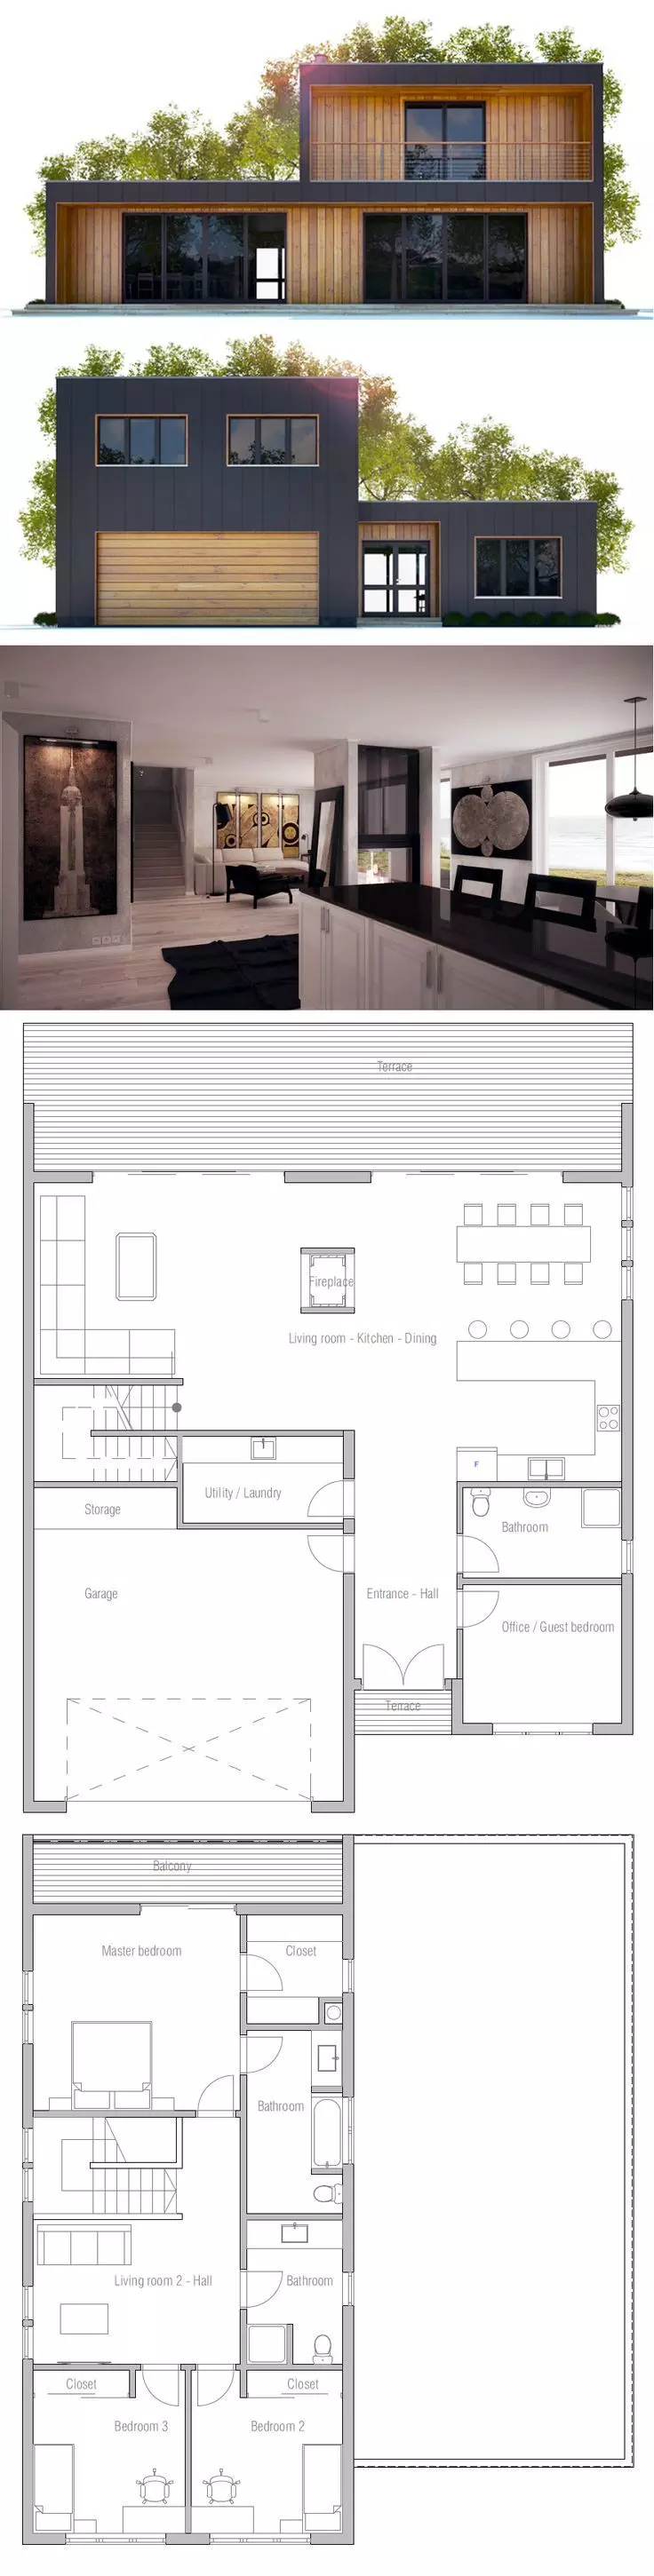 Terrace
Fireplace
Living room - Kitchen - Dining
F
Utility / Laundry
Storage
Bathroom
Garage
Entrance - Hall
Office / Guest bedroom
Terrace
Balcony
Master bedroom
Closet
Bathroom
Living room 2 - Hall
Bathroom
Closet
Closet
Bedroom 3
Bedroom 2